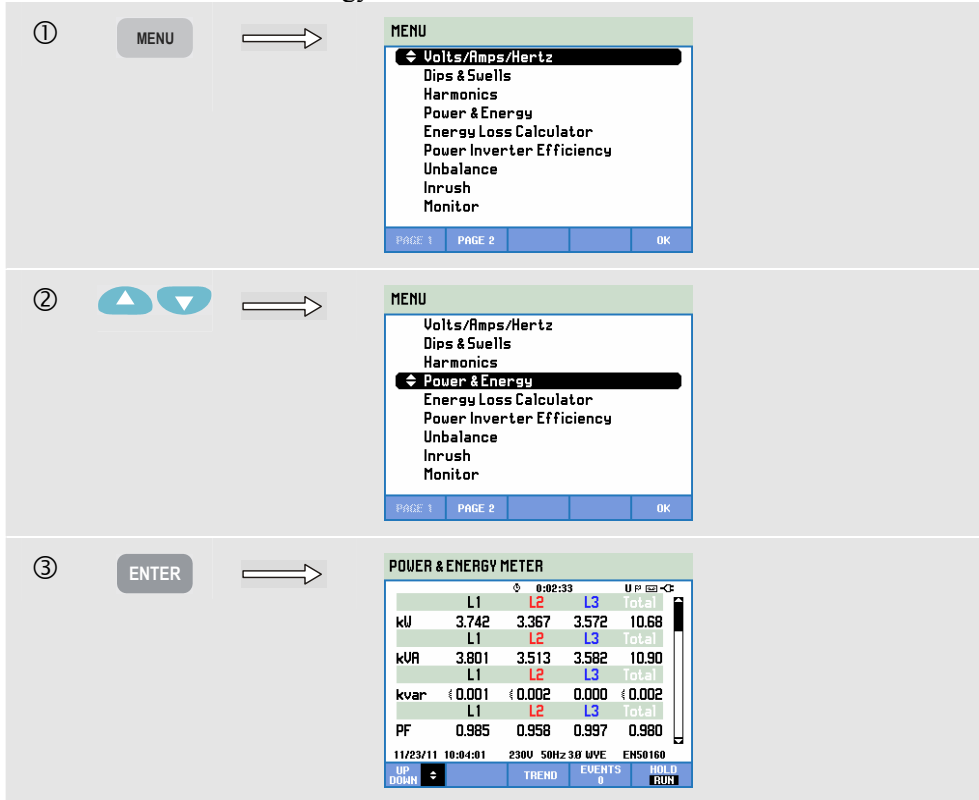 gy
① MENU
MENU
Volts/Amps/Hertz
Dips & Swells
Harmonics
Power & Energy
Energy Loss Calculator
Power Inverter Efficiency
Unbalance
Inrush
Monitor
PAGE 1 PAGE 2 OK
②
MENU
Volts/Amps/Hertz
Dips & Swells
Harmonics
Power & Energy
Energy Loss Calculator
Power Inverter Efficiency
Unbalance
Inrush
Monitor
PAGE 1 PAGE 2 OK
③ ENTER
POWER & ENERGY METER
0:02:33 U
L1 L2 L3 Total
kW 3.742 3.367 3.572 10.68
L1 L2 L3 Total
kVA 3.801 3.513 3.582 10.90
L1 L2 L3 Total
kvar 0.001 0.002 0.000 0.002
L1 L2 L3 Total
PF 0.985 0.958 0.997 0.980
11/23/11 10:04:01 230V 50Hz 3.Ø WYE EN50160
UP DOWN TREND EVENTS 0 HOLD RUN